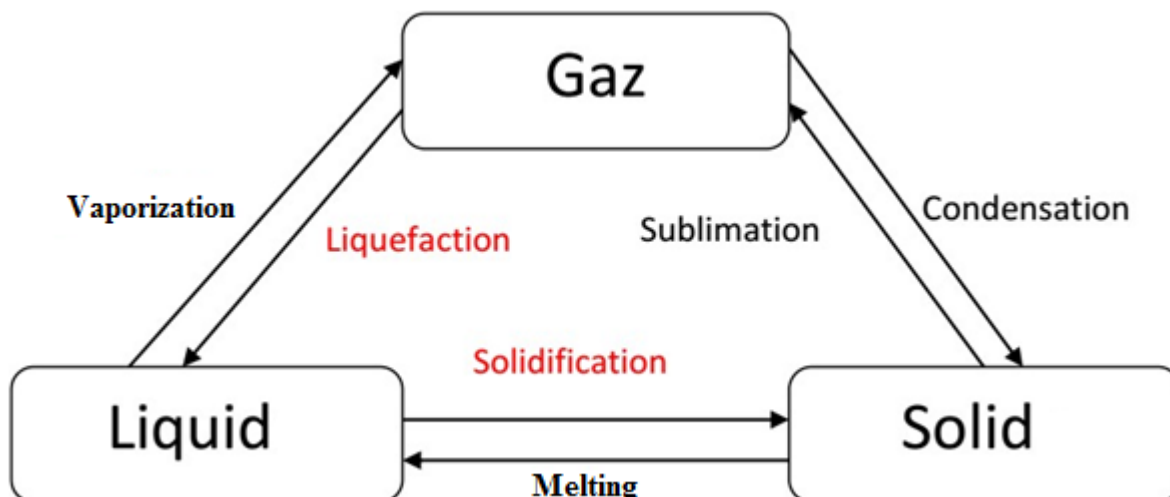 Gaz
Vaporization
Liquefaction
Sublimation
Condensation
Solidification
Liquid
Solid
Melting